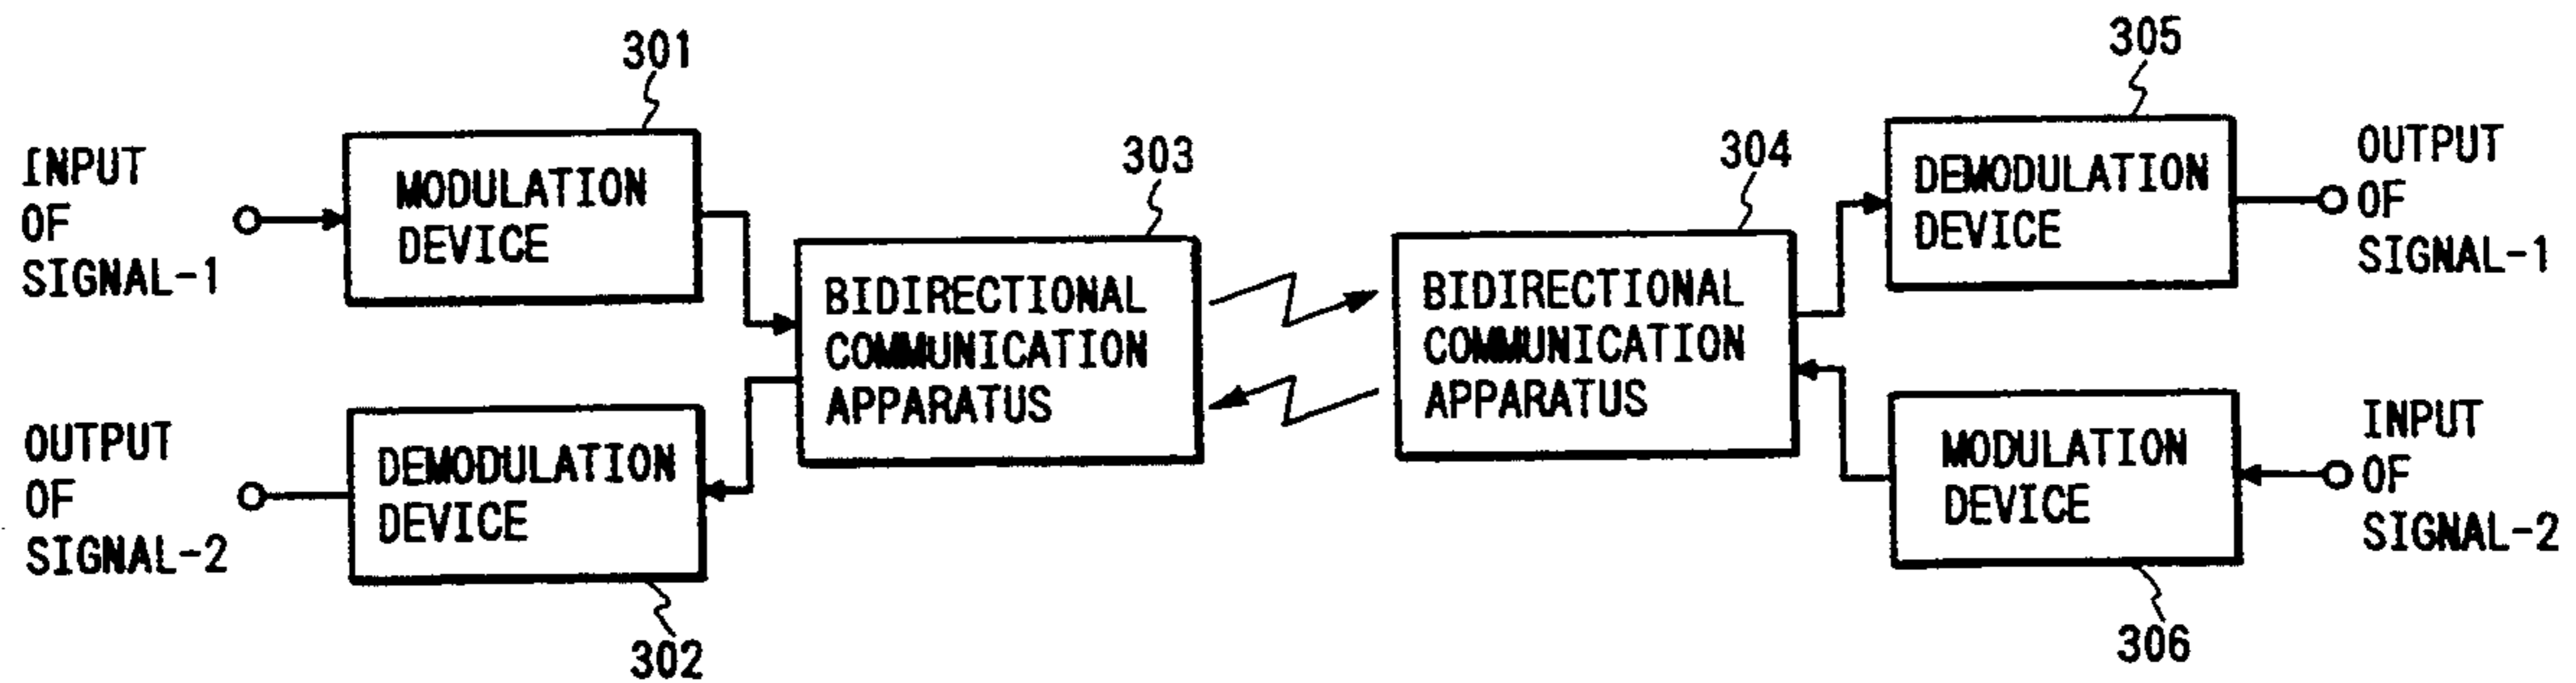 301
INPUT
OF
SIGNAL-1
MODULATION
DEVICE
OUTPUT
OF
SIGNAL-2
DEMODULATION
DEVICE
302
303
BIDIRECTIONAL
COMMUNICATION
APPARATUS
304
BIDIRECTIONAL
COMMUNICATION
APPARATUS
305
DEMODULATION
DEVICE
OUTPUT
OF
SIGNAL-1
MODULATION
DEVICE
INPUT
OF
SIGNAL-2
306